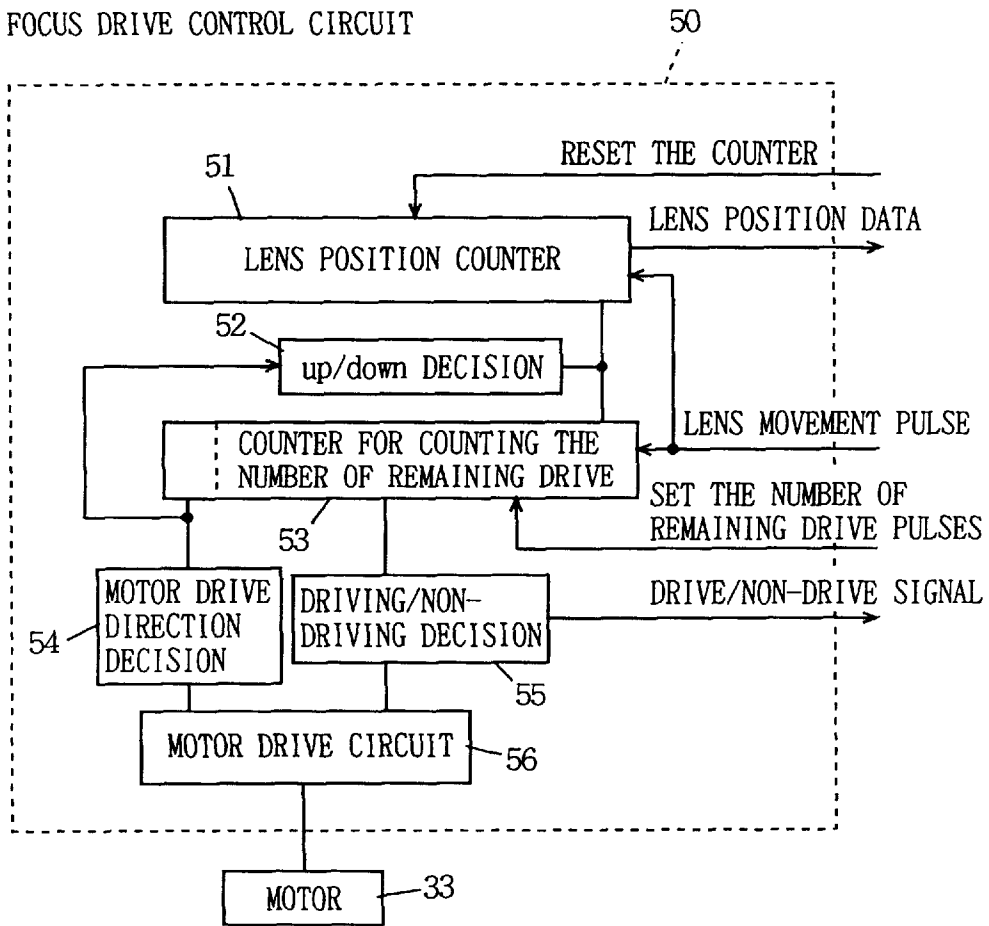 FOCUS DRIVE CONTROL CIRCUIT
50
RESET THE COUNTER
51
LENS POSITION DATA
LENS POSITION COUNTER
52
up/down DECISION
LENS MOVEMENT PULSE
COUNTER FOR COUNTING THE
NUMBER OF REMAINING DRIVE
SET THE NUMBER OF
REMAINING DRIVE PULSES
53
MOTOR DRIVE
DIRECTION
DECISION
54
DRIVING/NON-
DRIVING DECISION
DRIVE/NON-DRIVE SIGNAL
55
MOTOR DRIVE CIRCUIT
56
MOTOR
33